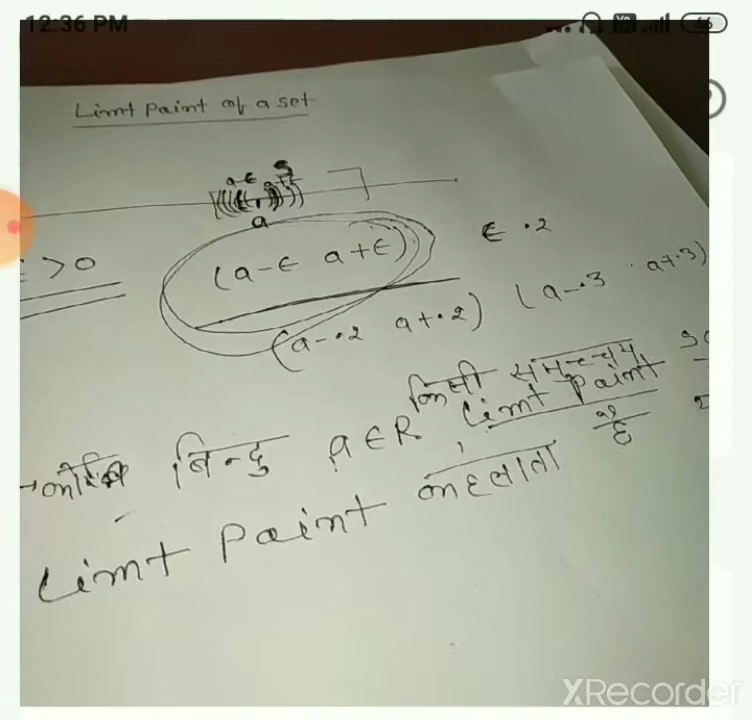 12:36 PM
66
Limt Paint of a set
a-ϵ
a
> 0
(a-ϵ a+ϵ)
ϵ .2
(a-.2 a+.2)
(a-.3 a+.3)
किसी समुच्चय
बिन्दु a ∈ R Limt Paint
Limt Paint कहलाता है
XRecorder